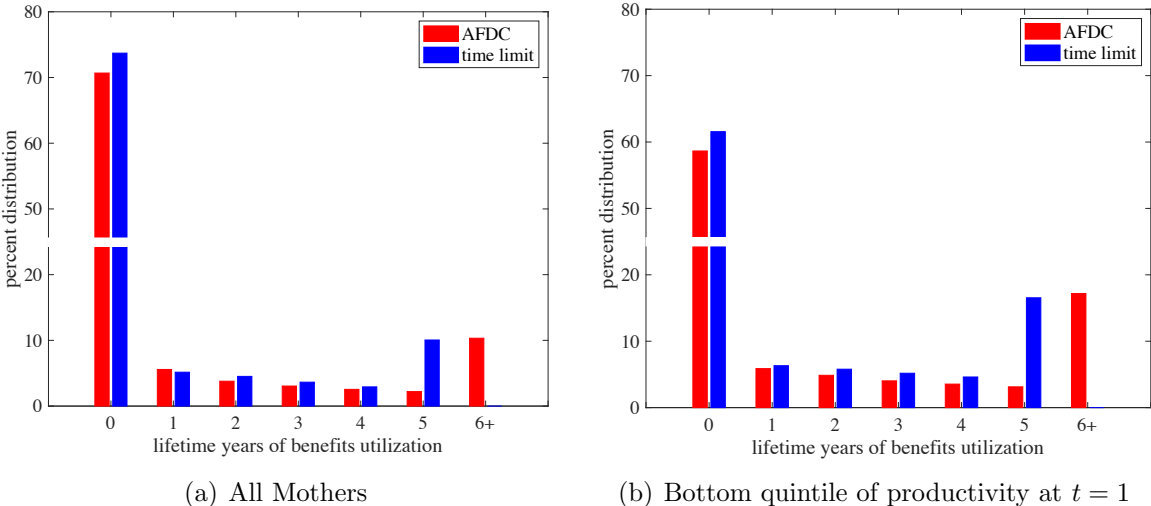 80
70
60
50
20
10
0
percent distribution
AFDC
time limit
0 1 2 3 4 5 6+
lifetime years of benefits utilization
(a) All Mothers
80
70
60
50
20
10
0
percent distribution
AFDC
time limit
0 1 2 3 4 5 6+
lifetime years of benefits utilization
(b) Bottom quintile of productivity at t = 1